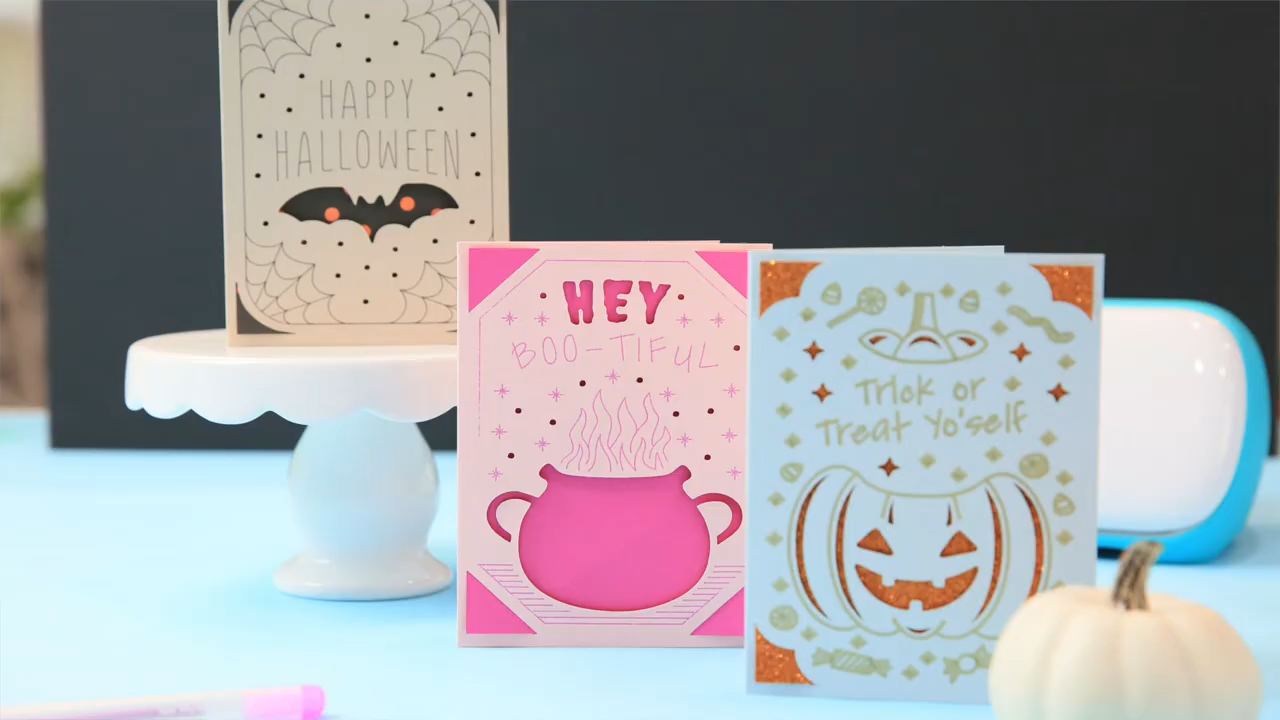 HAPPY
HALLOWEEN
HEY
BOO-TIFUL
Trick or
Treat Yo'self